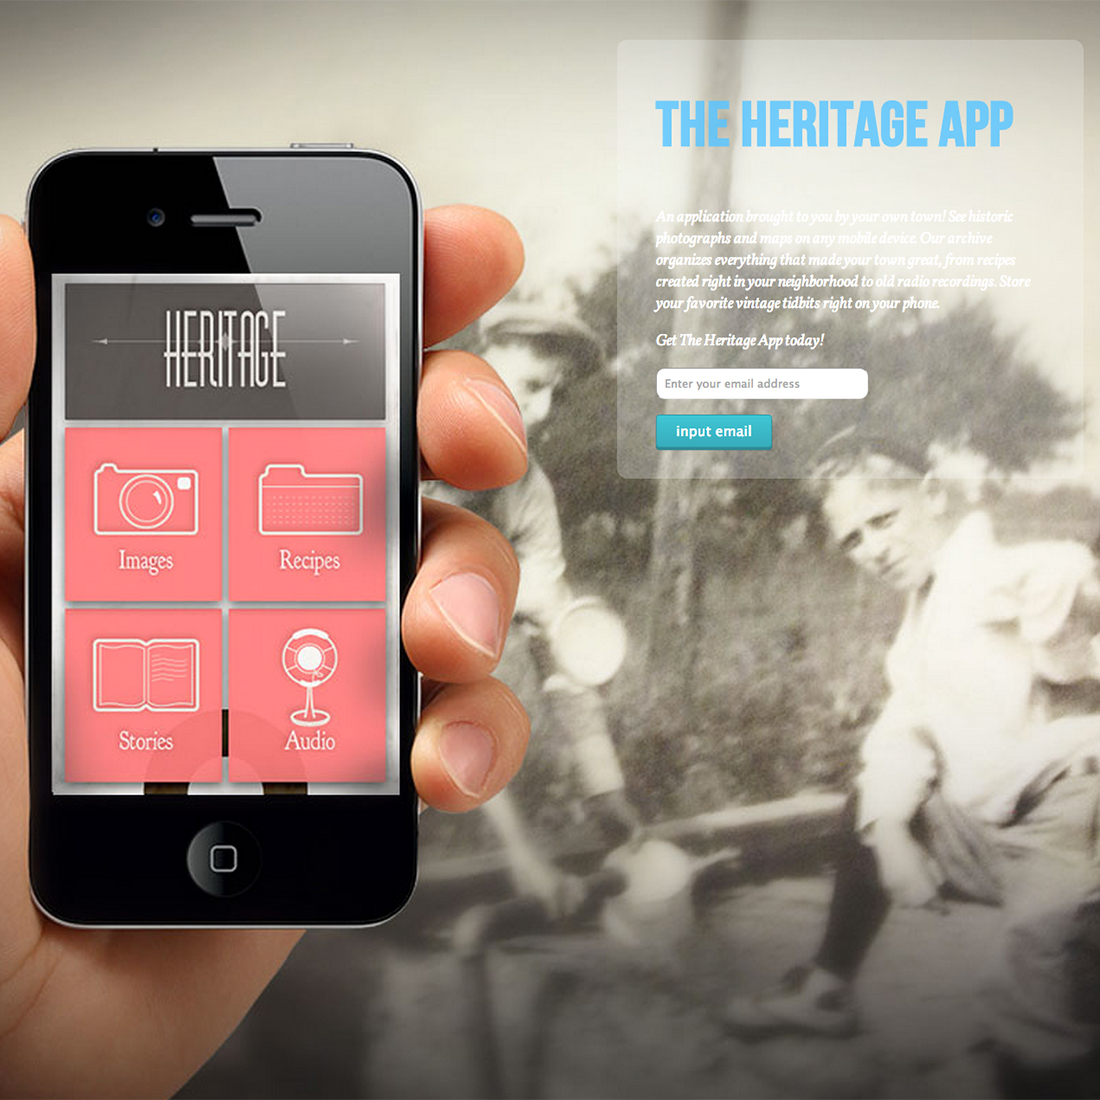 THE HERITAGE APP
An application brought to you by your own town! See historic
photographs and maps on any mobile device. Our archive
organizes everything that made your town great, from recipes
created right in your neighborhood to old radio recordings. Store
your favorite vintage tidbits right on your phone.
Get The Heritage App today!
Enter your email address
input email
HERITAGE
Images
Recipes
Stories
Audio